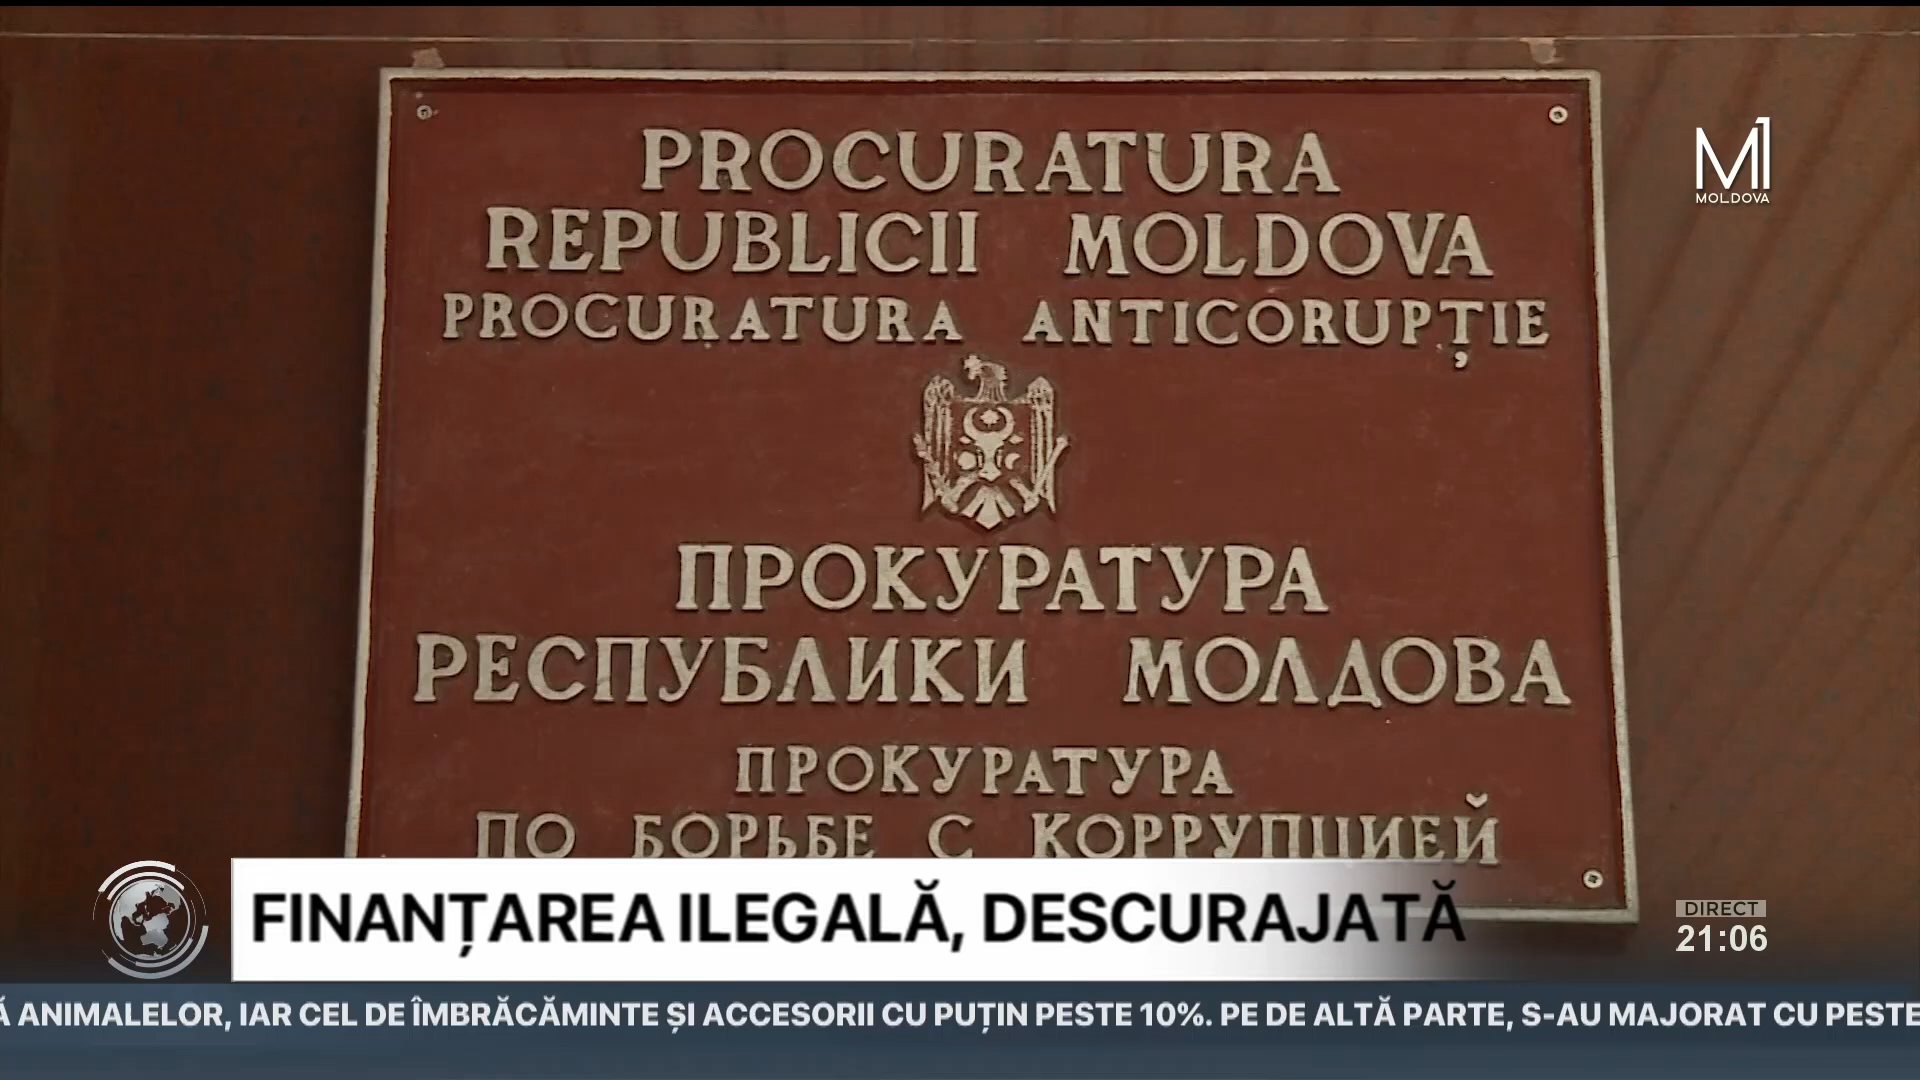 PROCURATURA
REPUBLICII MOLDOVA
PROCURATURA ANTICORUPȚIE
M1
MOLDOVA
ПРОКУРАТУРА
РЕСПУБЛИКИ МОЛДОВА
ПРОКУРАТУРА
ПО БОРЬБЕ С КОРРУПЦИЕЙ
FINANȚAREA ILEGALĂ, DESCURAJATĂ
DIRECT
21:06
Ă ANIMALELOR, IAR CEL DE ÎMBRĂCĂMINTE ȘI ACCESORII CU PUȚIN PESTE 10%. PE DE ALTĂ PARTE, S-AU MAJORAT CU PESTE